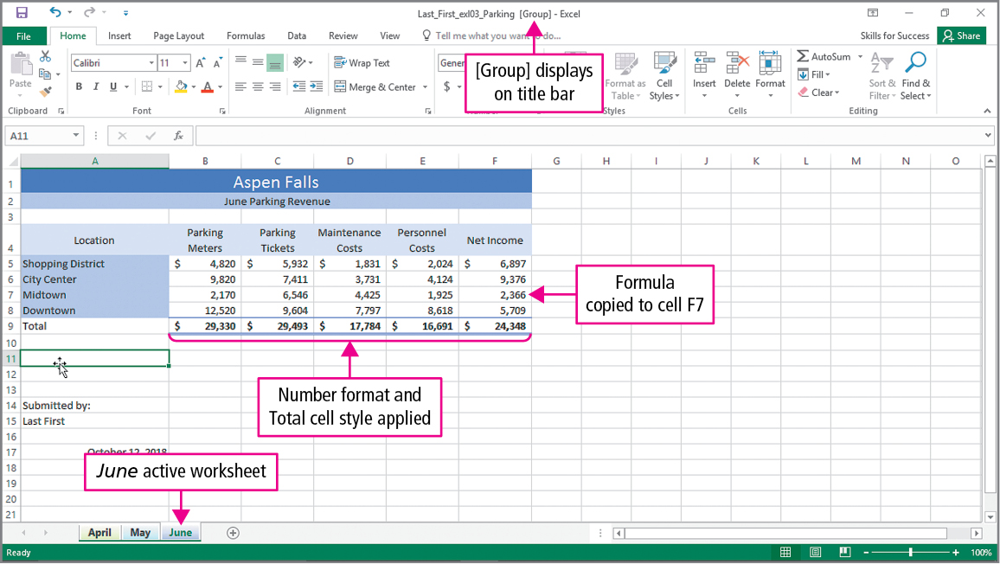 Last_First_exl03_Parking [Group] - Excel
File Home Insert Page Layout Formulas Data Review View Tell me what you want to do... Skills for Success Share
Paste
Clipboard
Calibri 11 A A
B I U A
Font
Wrap Text
Merge & Center
Alignment
Gener
$
[Group] displays
on title bar
Format as
Table
Cell
Styles
Styles
Insert Delete Format
Cells
AutoSum
Fill
Clear
Sort &
Filter
Find &
Select
Editing
A11 fx
A B C D E F G H I J K L M N O
1 Aspen Falls
2 June Parking Revenue
3
4 Location Parking Meters Parking Tickets Maintenance Costs Personnel Costs Net Income
5 Shopping District $ 4,820 $ 5,932 $ 1,831 $ 2,024 $ 6,897
6 City Center 9,820 7,411 3,731 4,124 9,376
7 Midtown 2,170 6,546 4,425 1,925 2,366
8 Downtown 12,520 9,604 7,797 8,618 5,709
9 Total $ 29,330 $ 29,493 $ 17,784 $ 16,691 $ 24,348
Formula
copied to cell F7
10
11
12
13
Number format and
Total cell style applied
14 Submitted by:
15 Last First
16
17 October 12, 2018
18
19
20
21
June active worksheet
April May June
Ready 100%